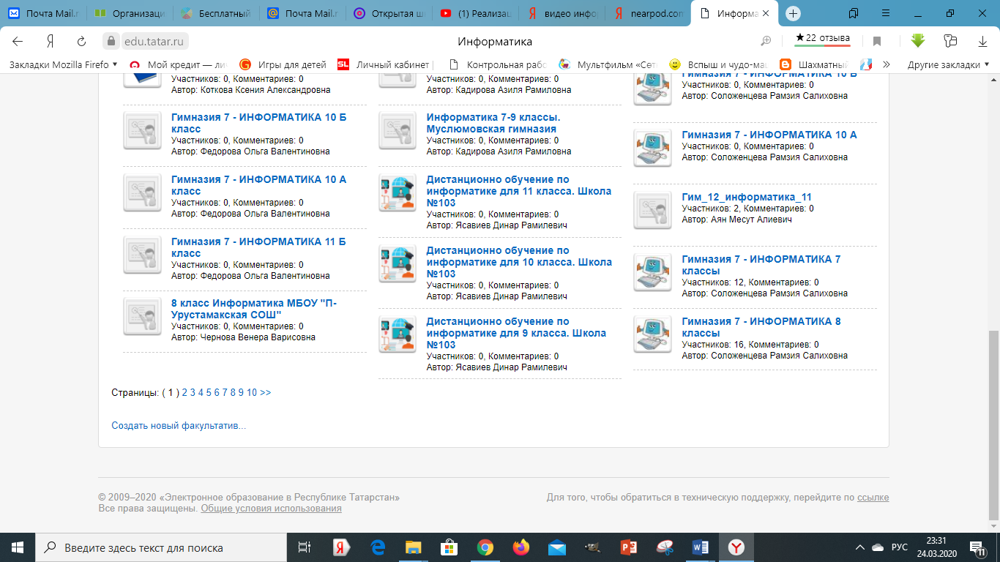 Почта Mail.r
Организаци
Бесплатный
Почта Mail.r
Открытая ш
(1) Реализац
видео инфор
nearpod.com
Информа
edu.tatar.ru
Информатика
★22 отзыва
Закладки Mozilla Firefo
Мой кредит — ли
Игры для детей
Личный кабинет |
Контрольная рабо
Мультфильм «Сет
Вспыш и чудо-маш
Шахматный
Другие закладки
Автор: Коткова Ксения Александровна
Участников: 0, Комментариев: 0
Гимназия 7 - ИНФОРМАТИКА 10 Б
класс
Участников: 0, Комментариев: 0
Автор: Федорова Ольга Валентиновна
Гимназия 7 - ИНФОРМАТИКА 10 А
класс
Участников: 0, Комментариев: 0
Автор: Федорова Ольга Валентиновна
Гимназия 7 - ИНФОРМАТИКА 11 Б
класс
Участников: 0, Комментариев: 0
Автор: Федорова Ольга Валентиновна
8 класс Информатика МБОУ "П-
Урустамакская СОШ"
Участников: 0, Комментариев: 0
Автор: Чернова Венера Варисовна
Участников: 0, Комментариев: 0
Автор: Кадирова Азиля Рамиловна
Информатика 7-9 классы.
Муслюмовская гимназия
Участников: 0, Комментариев: 0
Автор: Кадирова Азиля Рамиловна
Дистанционно обучение по
информатике для 11 класса. Школа
№103
Участников: 0, Комментариев: 0
Автор: Ясавиев Динар Рамилевич
Дистанционно обучение по
информатике для 10 класса. Школа
№103
Участников: 0, Комментариев: 0
Автор: Ясавиев Динар Рамилевич
Дистанционно обучение по
информатике для 9 класса. Школа
№103
Участников: 0, Комментариев: 0
Автор: Ясавиев Динар Рамилевич
Гимназия 7 - ИНФОРМАТИКА 10 Б
Участников: 0, Комментариев: 0
Автор: Соложенцева Рамзия Салиховна
Гимназия 7 - ИНФОРМАТИКА 10 А
Участников: 0, Комментариев: 0
Автор: Соложенцева Рамзия Салиховна
Гим_12_информатика_11
Участников: 2, Комментариев: 0
Автор: Аян Месут Алиевич
Гимназия 7 - ИНФОРМАТИКА 7
классы
Участников: 12, Комментариев: 0
Автор: Соложенцева Рамзия Салиховна
Гимназия 7 - ИНФОРМАТИКА 8
классы
Участников: 16, Комментариев: 0
Автор: Соложенцева Рамзия Салиховна
Страницы: ( 1 ) 2 3 4 5 6 7 8 9 10 >>
Создать новый факультатив...
© 2009–2020 «Электронное образование в Республике Татарстан»
Все права защищены. Общие условия использования
Для того, чтобы обратиться в техническую поддержку, перейдите по ссылке
Введите здесь текст для поиска
РУС
23:31
24.03.2020
11